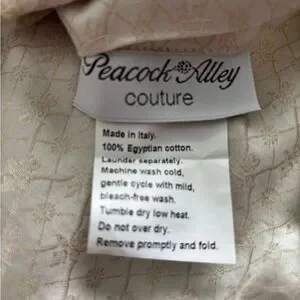 Peacock Alley
couture
Made in Italy.
100% Egyptian cotton.
Launder separately.
Machine wash cold,
gentle cycle with mild,
bleach-free wash.
Tumble dry low heat.
Do not over dry.
Remove promptly and fold.